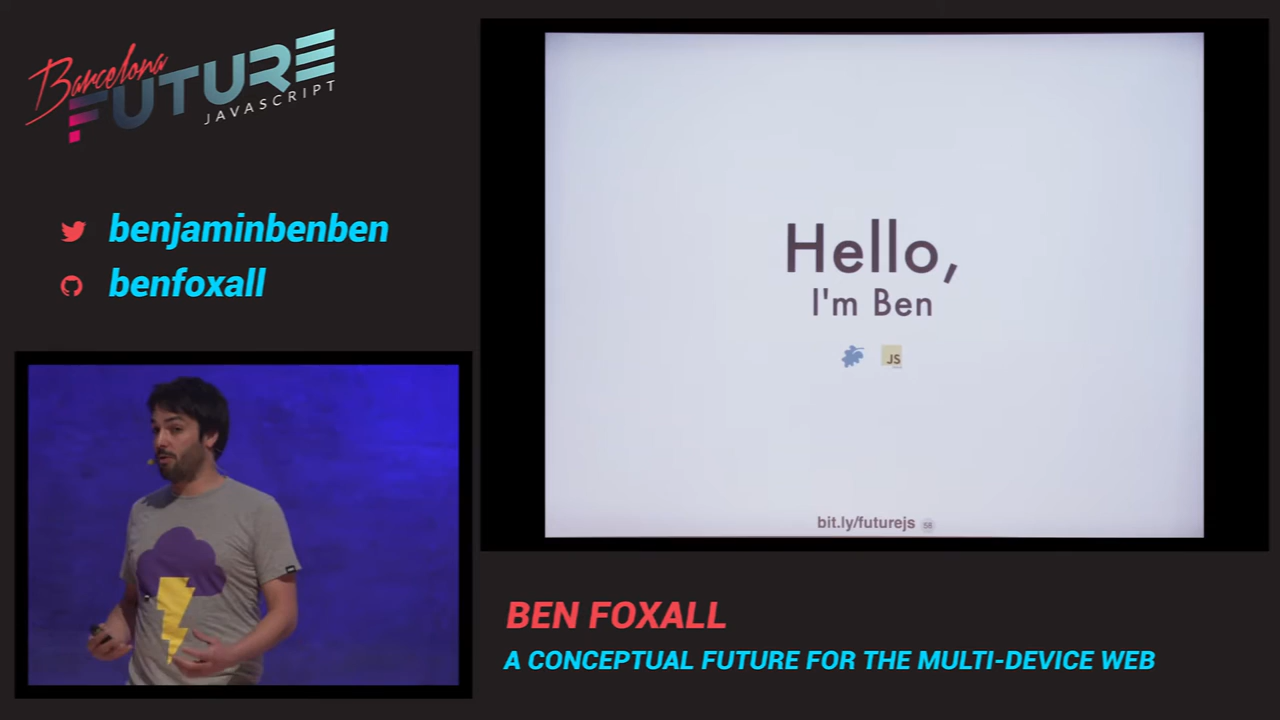 Barcelona
FUTURE
JAVASCRIPT
benjaminbenben
benfoxall
Hello,
I'm Ben
JS
bit.ly/futurejs
BEN FOXALL
A CONCEPTUAL FUTURE FOR THE MULTI-DEVICE WEB